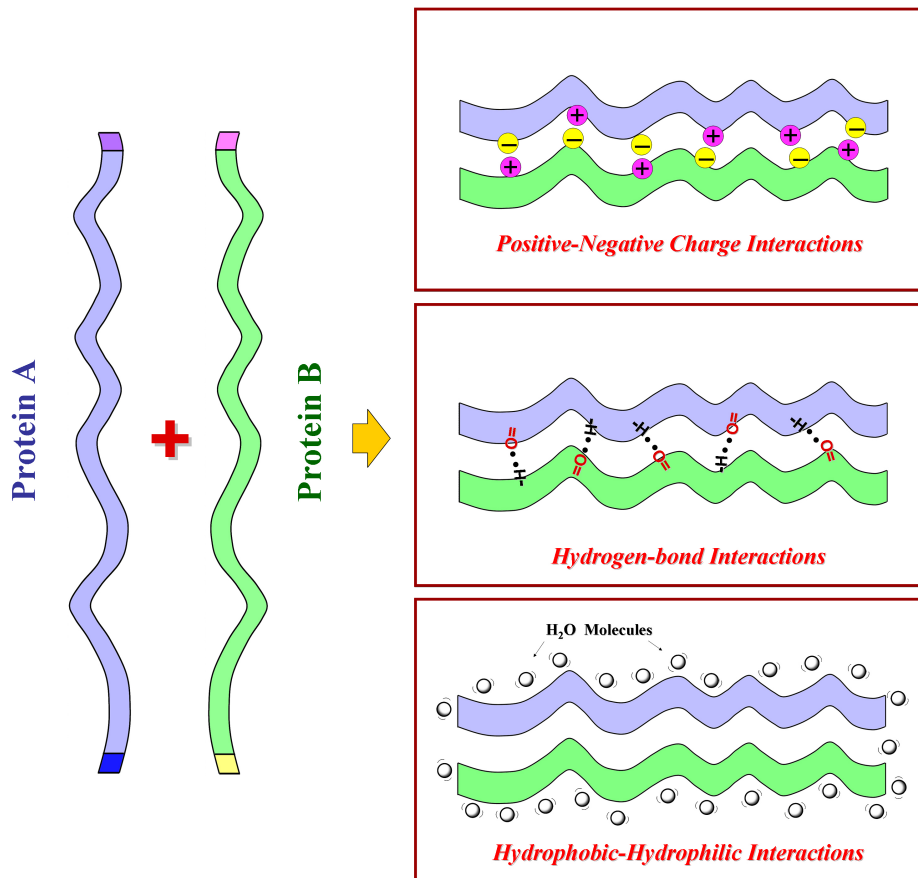 Protein A
+
Protein B
+
−
−
+
−
+
+
−
+
−
−
+
Positive-Negative Charge Interactions
=O•••H-
=O•••H-
H•••O=
=O•••H-
H•••O=
Hydrogen-bond Interactions
H₂O Molecules
Hydrophobic-Hydrophilic Interactions